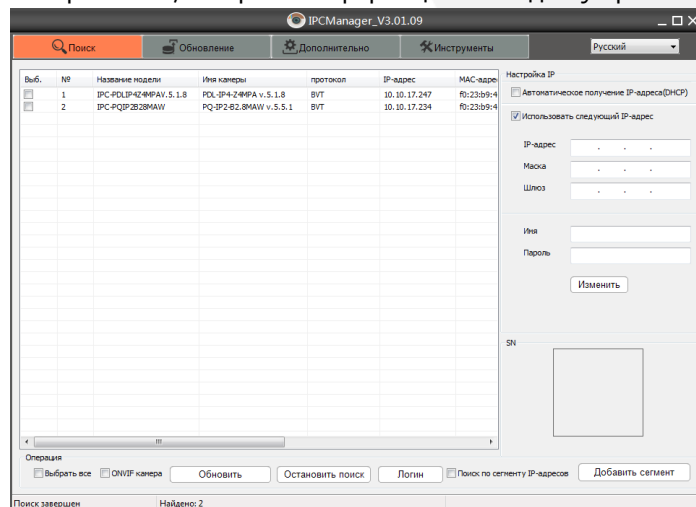 IPCManager_V3.01.09
Поиск Обновление Дополнительно Инструменты Русский
Выб. № Название модели Имя камеры протокол IP-адрес MAC-адре
1 IPC-PDLIP4Z4MPAV.5.1.8 PDL-IP4-Z4MPA v.5.1.8 BVT 10.10.17.247 f0:23:b9:4
2 IPC-PQIP2B28MAW PQ-IP2-B2.8MAW v.5.5.1 BVT 10.10.17.234 f0:23:b9:4
Настройка IP
Автоматическое получение IP-адреса(DHCP)
Использовать следующий IP-адрес
IP-адрес . . .
Маска . . .
Шлюз . . .
Имя
Пароль
Изменить
SN
Операция
Выбрать все ONVIF камера Обновить Остановить поиск Логин Поиск по сегменту IP-адресов Добавить сегмент
Поиск завершен Найдено: 2